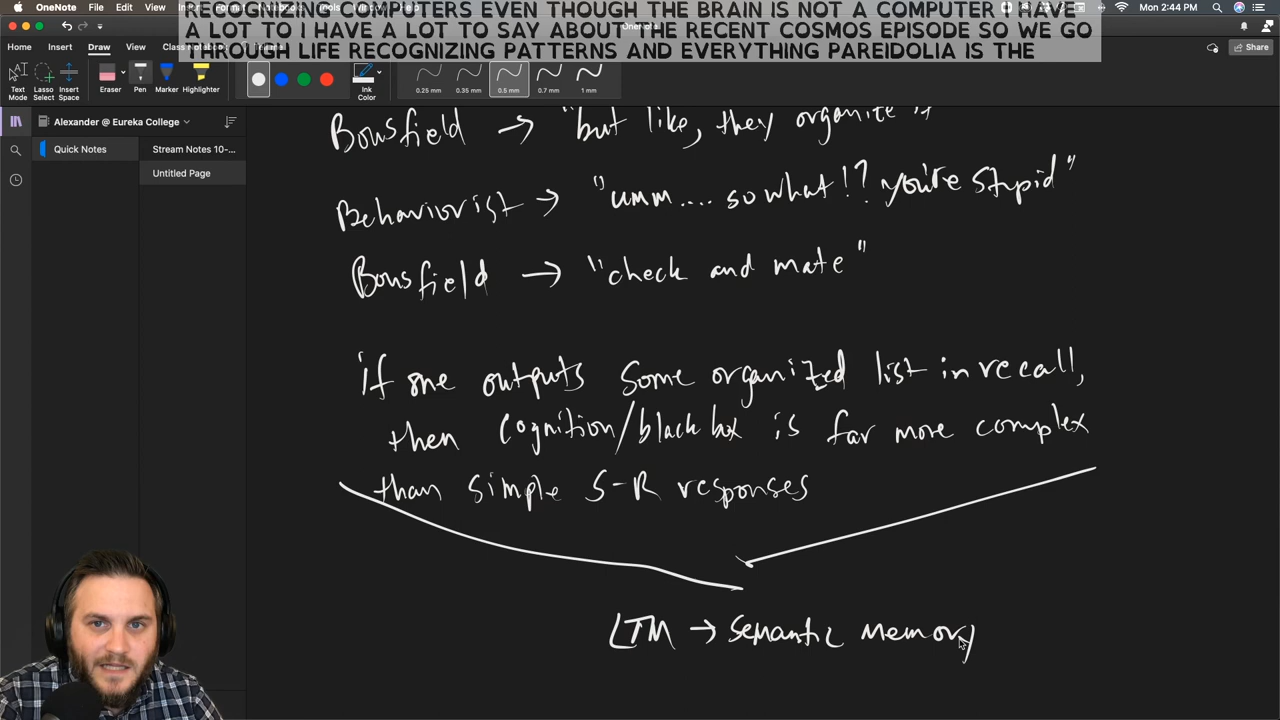 OneNote File Edit View Mon 2:44 PM
RECOGNIZING COMPUTERS EVEN THOUGH THE BRAIN IS NOT A COMPUTER I HAVE
A LOT TO I HAVE A LOT TO SAY ABOUT THE RECENT COSMOS EPISODE SO WE GO
THROUGH LIFE RECOGNIZING PATTERNS AND EVERYTHING PAREIDOLIA IS THE
Home Insert Draw View Class Notebook
Share
Text Mode Lasso Select Insert Space Eraser Pen Marker Highlighter Ink Color 0.25 mm 0.35 mm 0.5 mm 0.7 mm 1 mm
Alexander @ Eureka College
Quick Notes
Stream Notes 10-...
Untitled Page
Bousfield → "but like, they organize it
Behaviorist → "umm.... so what!? you're stupid"
Bousfield → "check and mate"
if one outputs some organized list in recall,
then cognition/black box is far more complex
than simple S-R responses
LTM → Semantic Memory